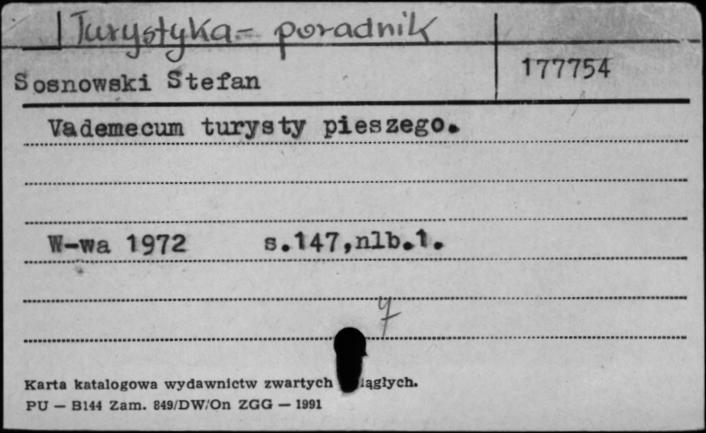 Turystyka - poradnik
Sosnowski Stefan
177754
Vademecum turysty pieszego.
W-wa 1972 s.147,nlb.1.
Karta katalogowa wydawnictw zwartych ciągłych.
PU — B144 Zam. 849/DW/On ZGG — 1991